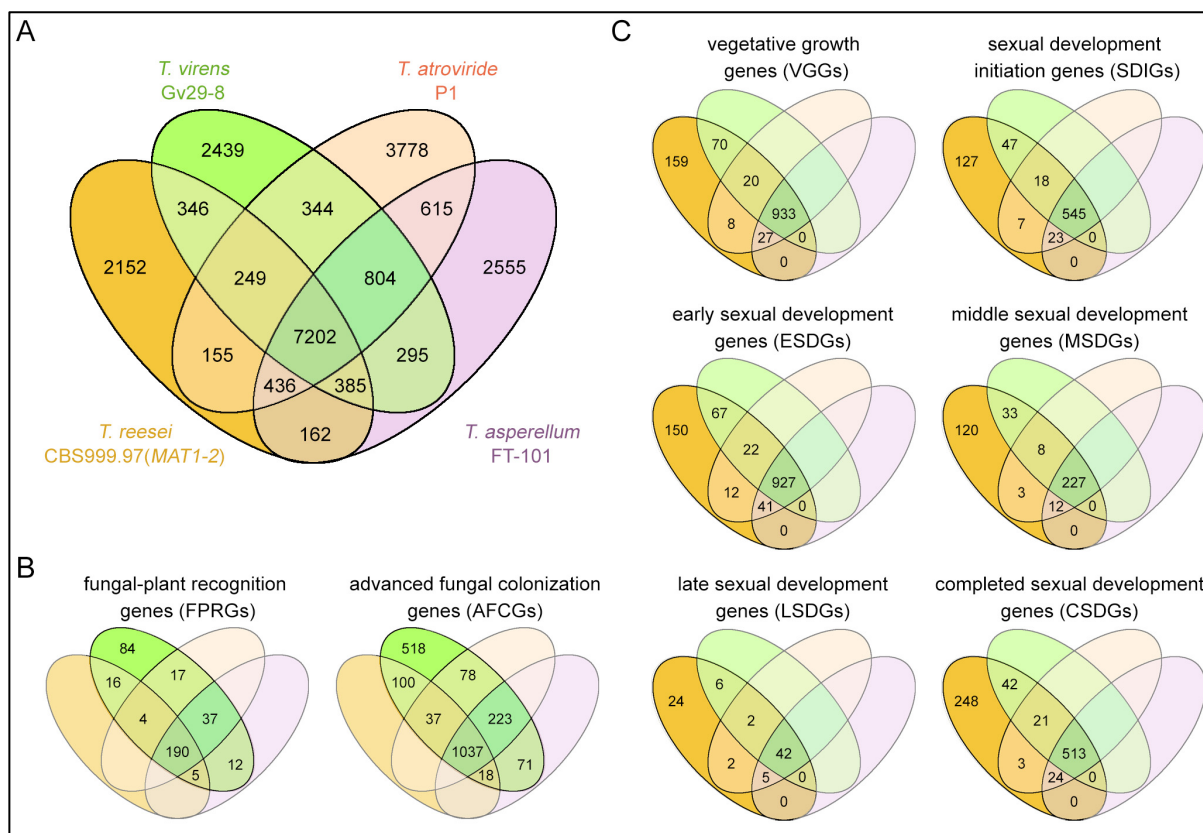 A
T. virens
Gv29-8
T. atroviride
P1
2439
3778
346
344
615
2152
249
804
2555
7202
155
295
436
385
162
T. reesei
CBS999.97(MAT1-2)
T. asperellum
FT-101
B
fungal-plant recognition
genes (FPRGs)
84
16
17
4
37
190
12
5
advanced fungal colonization
genes (AFCGs)
518
100
78
37
223
1037
71
18
C
vegetative growth
genes (VGGs)
70
159
20
933
8
27
0
0
sexual development
initiation genes (SDIGs)
47
127
18
545
7
23
0
0
early sexual development
genes (ESDGs)
67
150
22
927
12
41
0
0
middle sexual development
genes (MSDGs)
33
120
8
227
3
12
0
0
late sexual development
genes (LSDGs)
6
24
2
42
2
5
0
0
completed sexual development
genes (CSDGs)
42
248
21
513
3
24
0
0